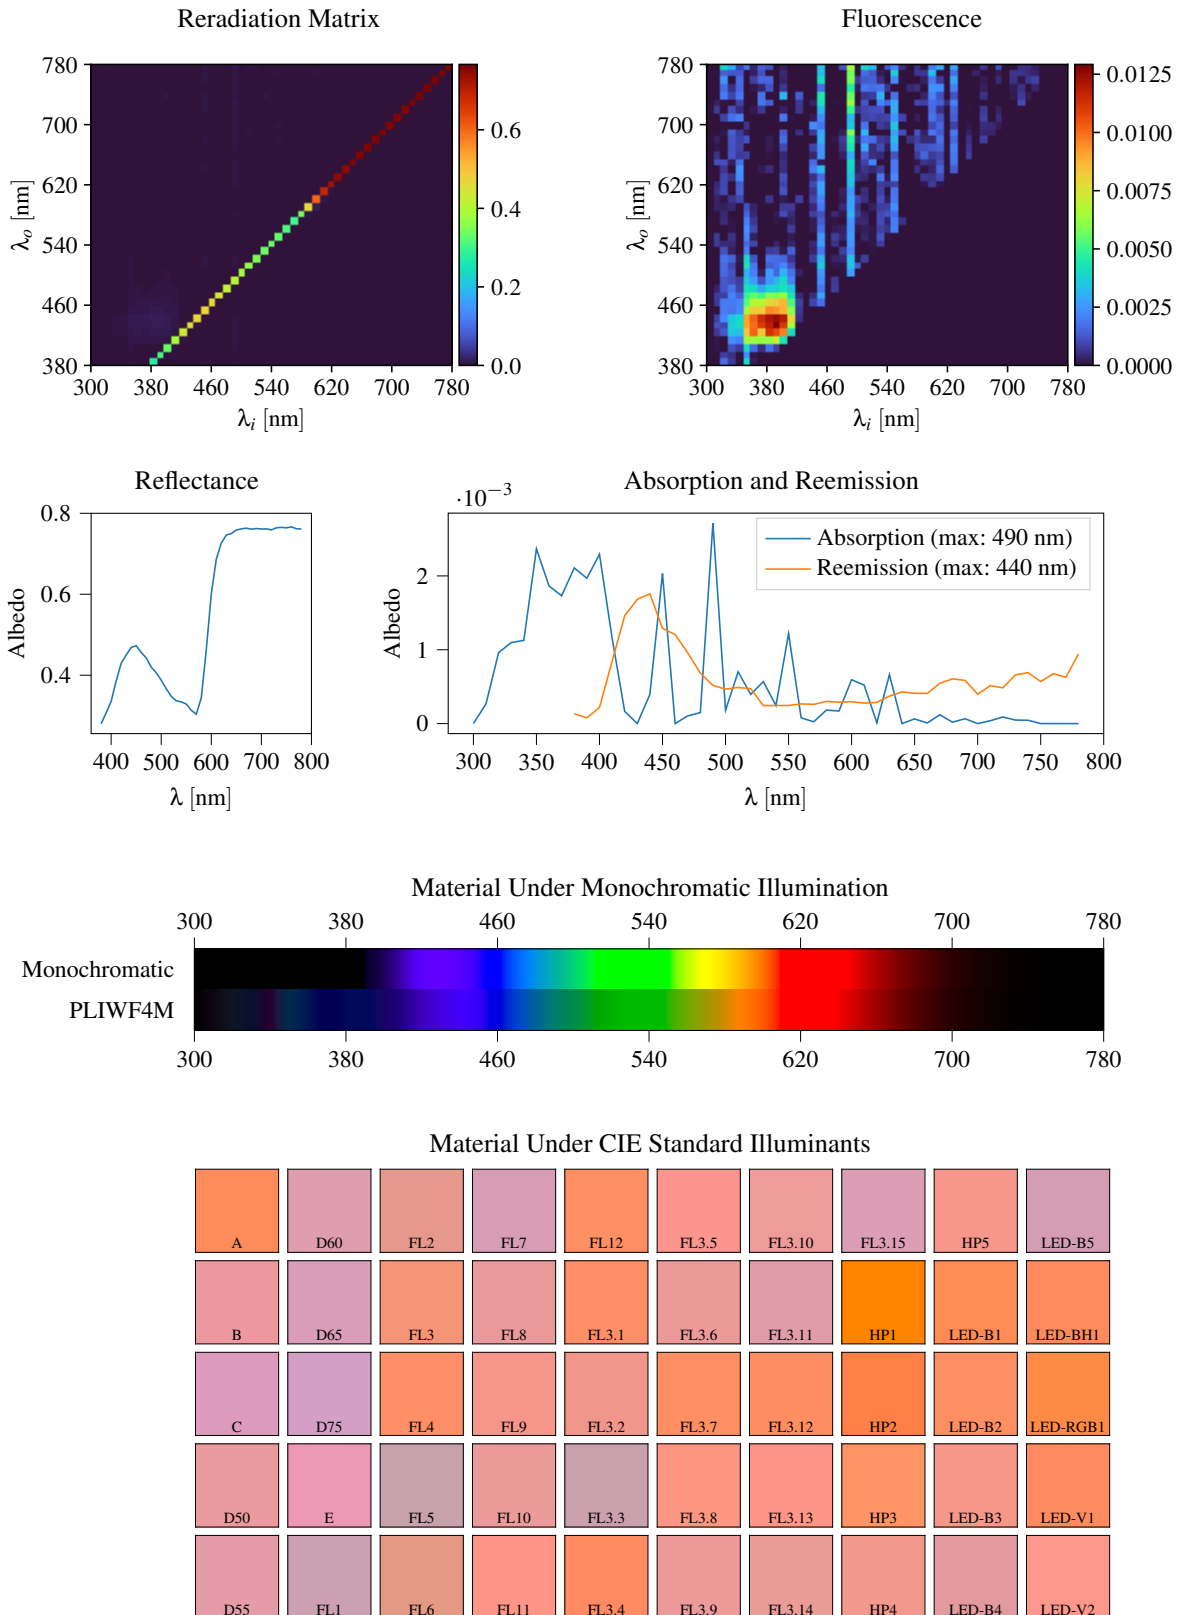 Reradiation Matrix
Fluorescence
780
700
620
540
460
380
λo [nm]
300 380 460 540 620 700 780
λi [nm]
0.6
0.4
0.2
0.0
780
700
620
540
460
380
λo [nm]
300 380 460 540 620 700 780
λi [nm]
0.0125
0.0100
0.0075
0.0050
0.0025
0.0000
Reflectance
0.8
0.6
0.4
Albedo
400 500 600 700 800
λ [nm]
Absorption and Reemission
·10−3
2
1
0
Albedo
Absorption (max: 490 nm)
Reemission (max: 440 nm)
300 350 400 450 500 550 600 650 700 750 800
λ [nm]
Material Under Monochromatic Illumination
300 380 460 540 620 700 780
Monochromatic
PLIWF4M
300 380 460 540 620 700 780
Material Under CIE Standard Illuminants
A D60 FL2 FL7 FL12 FL3.5 FL3.10 FL3.15 HP5 LED-B5
B D65 FL3 FL8 FL3.1 FL3.6 FL3.11 HP1 LED-B1 LED-BH1
C D75 FL4 FL9 FL3.2 FL3.7 FL3.12 HP2 LED-B2 LED-RGB1
D50 E FL5 FL10 FL3.3 FL3.8 FL3.13 HP3 LED-B3 LED-V1
D55 FL1 FL6 FL11 FL3.4 FL3.9 FL3.14 HP4 LED-B4 LED-V2